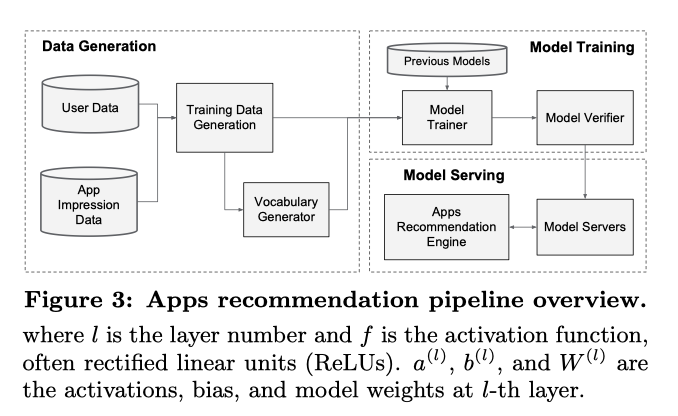 Data Generation
User Data
App
Impression
Data
Training Data
Generation
Vocabulary
Generator
Model Training
Previous Models
Model
Trainer
Model Verifier
Model Serving
Apps
Recommendation
Engine
Model Servers
Figure 3: Apps recommendation pipeline overview.
where l is the layer number and f is the activation function,
often rectified linear units (ReLUs). a⁽ˡ⁾, b⁽ˡ⁾, and W⁽ˡ⁾ are
the activations, bias, and model weights at l-th layer.